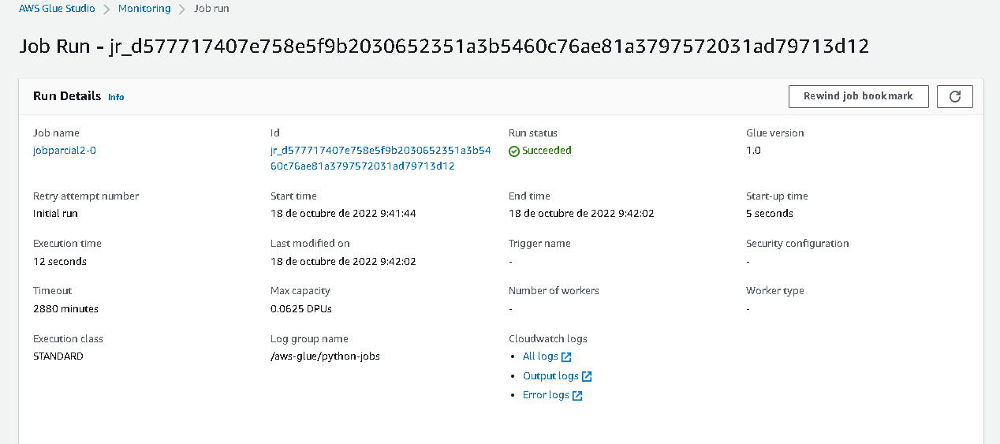 AWS Glue Studio > Monitoring > Job run
Job Run - jr_d577717407e758e5f9b2030652351a3b5460c76ae81a3797572031ad79713d12
Run Details Info
Rewind job bookmark
Job name
jobparcial2-0
Id
jr_d577717407e758e5f9b2030652351a3b54
60c76ae81a3797572031ad79713d12
Run status
Succeeded
Glue version
1.0
Retry attempt number
Initial run
Start time
18 de octubre de 2022 9:41:44
End time
18 de octubre de 2022 9:42:02
Start-up time
5 seconds
Execution time
12 seconds
Last modified on
18 de octubre de 2022 9:42:02
Trigger name
-
Security configuration
-
Timeout
2880 minutes
Max capacity
0.0625 DPUs
Number of workers
-
Worker type
-
Execution class
STANDARD
Log group name
/aws-glue/python-jobs
Cloudwatch logs
• All logs
• Output logs
• Error logs